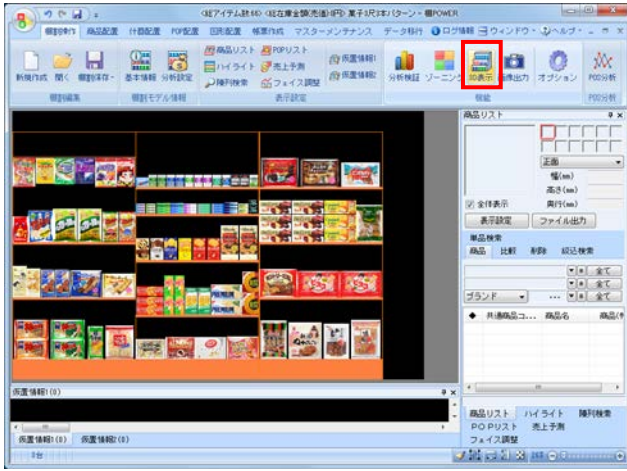 <総アイテム数:66> <総在庫金額(売価):0円> 菓子3尺3本1パターン - 棚POWER
棚割操作 商品配置 什器配置 POP配置 図形配置 帳票作成 マスターメンテナンス データ移行 ログ情報 ウィンドウ ヘルプ
商品リスト POPリスト 仮置情報1
新規作成 開く 棚割保存 基本情報 分析設定 ハイライト 売上予測 仮置情報2 分析検証 ゾーニング 3D表示 画像出力 オプション POS分析
陳列検索 フェイス調整
棚割編集 棚割モデル情報 表示設定 機能 POS分析
商品リスト
正面
幅(mm)
高さ(mm)
全体表示 奥行(mm)
表示設定 ファイル出力
単品検索
商品 比較 削除 絞込検索
全て
全て
ブランド ... 全て
◆ 共通商品コ... 商品名 商品(半
仮置情報1(0)
仮置情報1(0) 仮置情報2(0)
商品リスト ハイライト 陳列検索
POPリスト 売上予測
フェイス調整